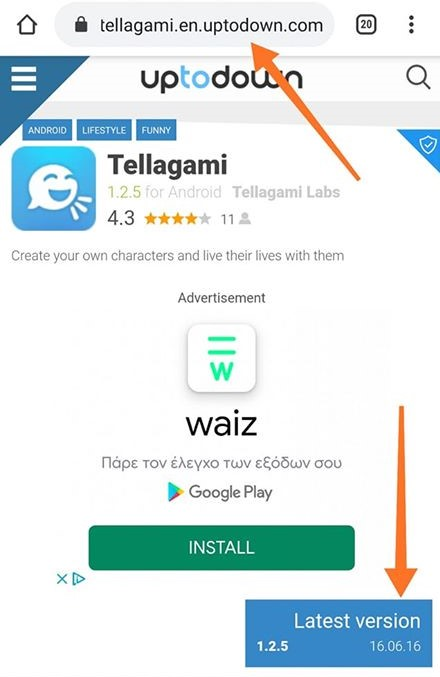 tellagami.en.uptodown.com
20
uptodown
ANDROID LIFESTYLE FUNNY
Tellagami
1.2.5 for Android Tellagami Labs
4.3 11
Create your own characters and live their lives with them
Advertisement
W
waiz
Πάρε τον έλεγχο των εξόδων σου
Google Play
INSTALL
Latest version
1.2.5 16.06.16